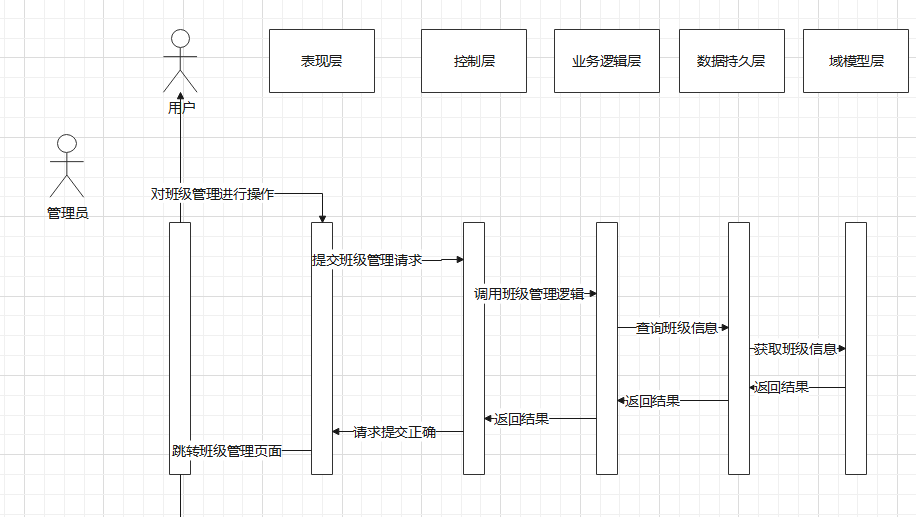 表现层
控制层
业务逻辑层
数据持久层
域模型层
用户
管理员
对班级管理进行操作
提交班级管理请求
调用班级管理逻辑
查询班级信息
获取班级信息
返回结果
返回结果
返回结果
请求提交正确
跳转班级管理页面